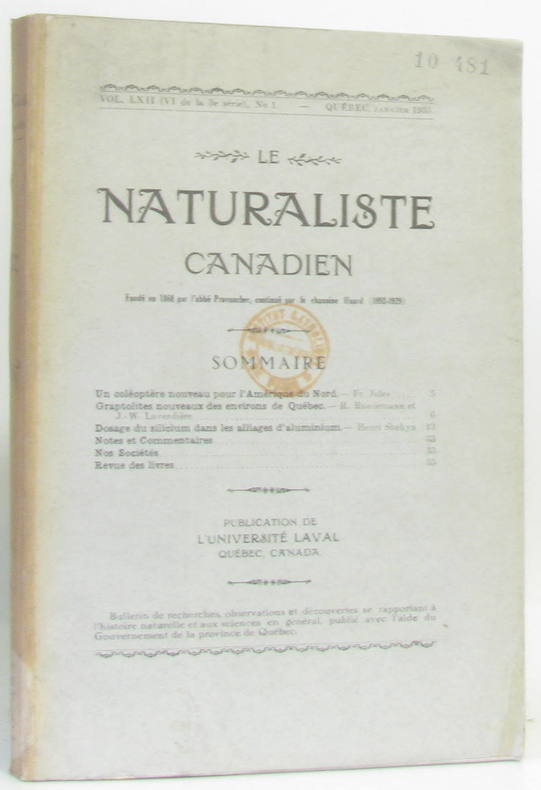 10 481
VOL. LXII (VI de la 3e série), No 1. — QUÉBEC, JANVIER 1935.
LE
NATURALISTE
CANADIEN
Fondé en 1868 par l'abbé Provancher, continué par le chanoine Huard (1892-1929)
SOMMAIRE
Un coléoptère nouveau pour l'Amérique du Nord.— Fr. Jules 5
Graptolites nouveaux des environs de Québec.— R. Ruedemann et
J.-W. Laverdière 6
Dosage du silicium dans les alliages d'aluminium.— Henri 13
Notes et Commentaires
Nos Sociétés
Revue des livres
PUBLICATION DE
L'UNIVERSITÉ LAVAL
QUÉBEC, CANADA
Bulletin de recherches, observations et découvertes se rapportant à
l'histoire naturelle et aux sciences en général, publié avec l'aide du
Gouvernement de la province de Québec.